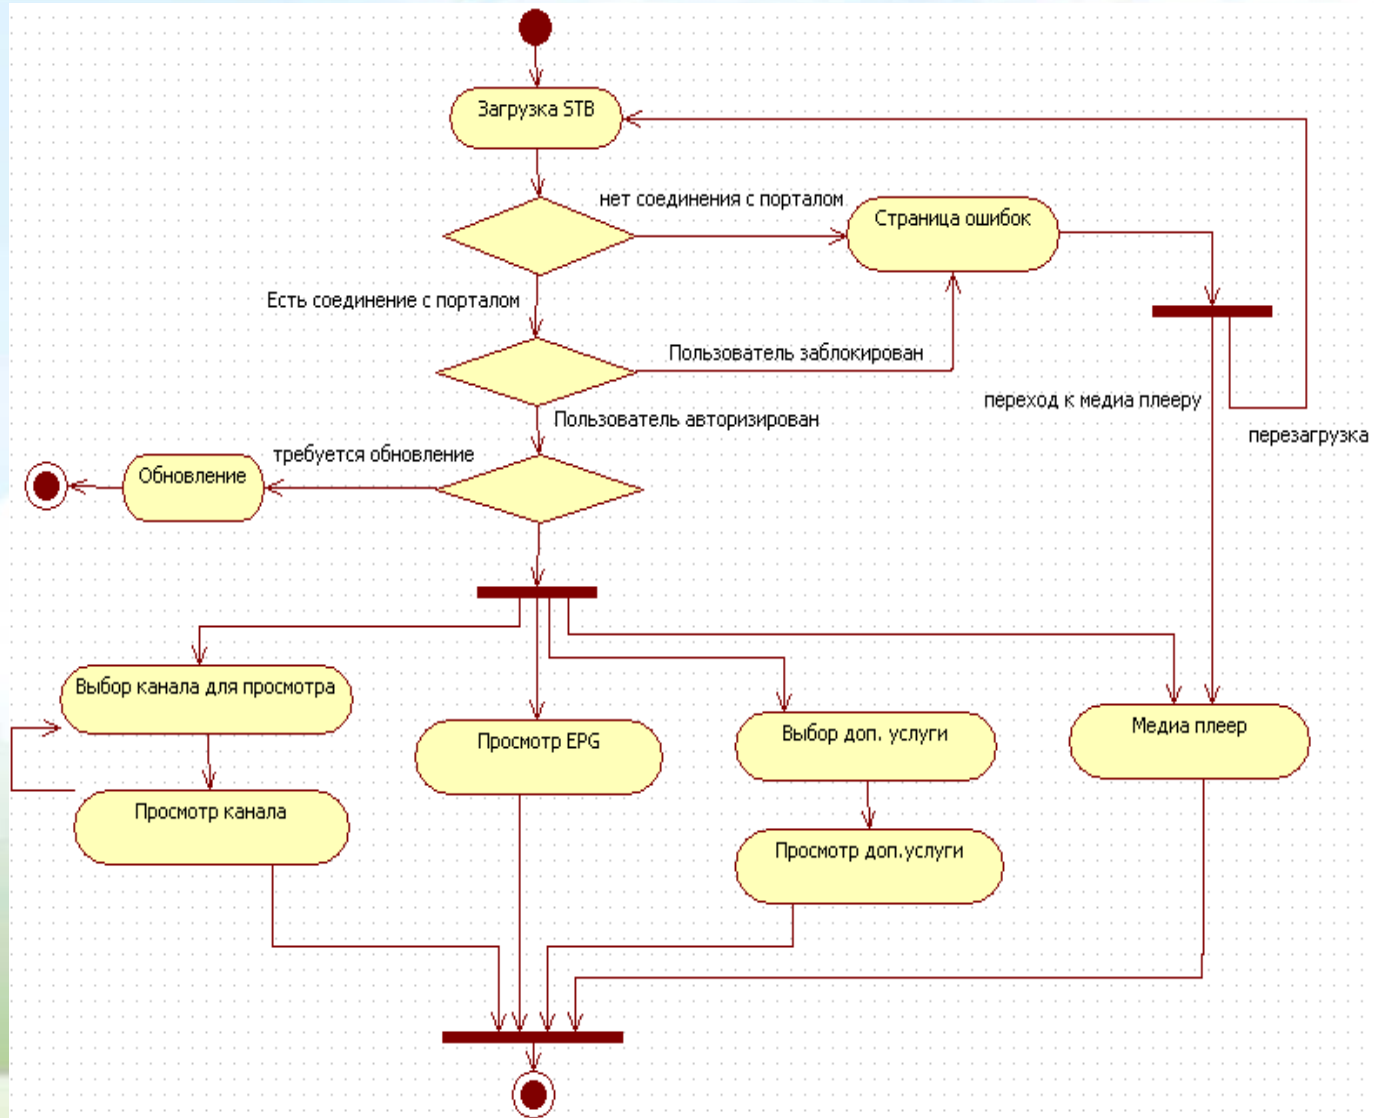 Загрузка STB
нет соединения с порталом
Страница ошибок
Есть соединение с порталом
Пользователь заблокирован
переход к медиа плееру
Пользователь авторизирован
перезагрузка
требуется обновление
Обновление
Выбор канала для просмотра
Просмотр EPG
Выбор доп. услуги
Медиа плеер
Просмотр канала
Просмотр доп.услуги